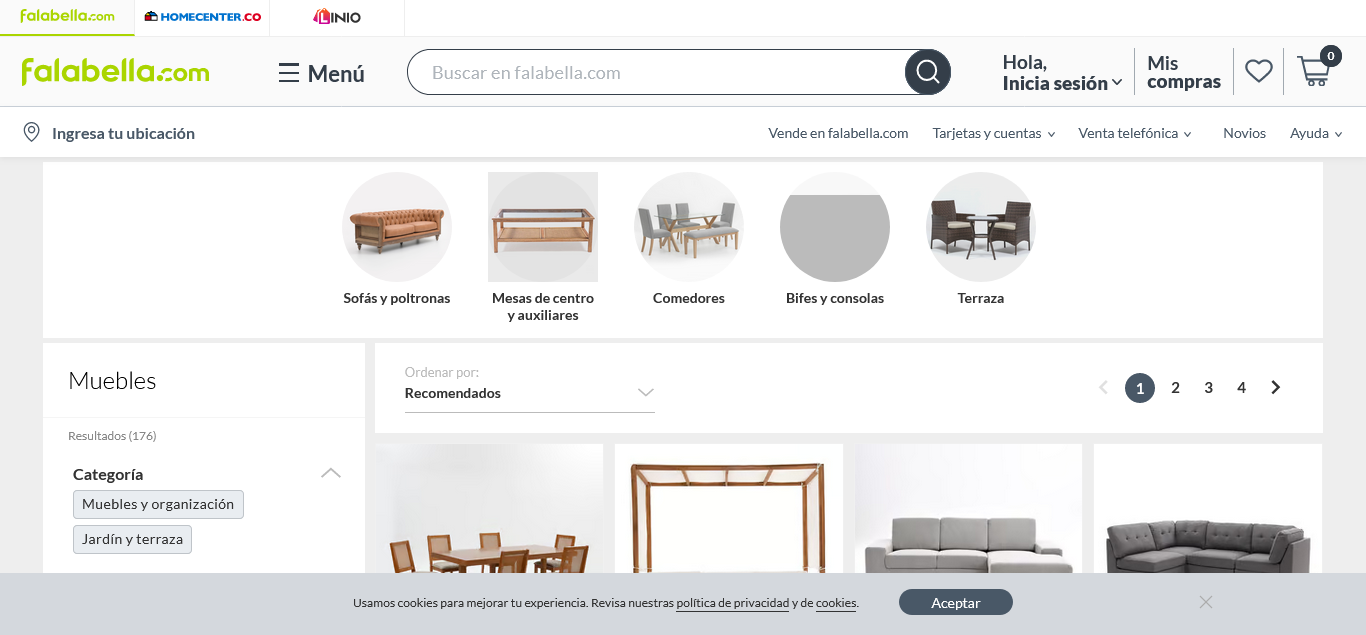 falabella.com
HOMECENTER.CO
LINIO
falabella.com
Menú
Buscar en falabella.com
Hola,
Inicia sesión
Mis
compras
0
Ingresa tu ubicación
Vende en falabella.com
Tarjetas y cuentas
Venta telefónica
Novios
Ayuda
Sofás y poltronas
Mesas de centro
y auxiliares
Comedores
Bifes y consolas
Terraza
Muebles
Resultados (176)
Categoría
Muebles y organización
Jardín y terraza
Ordenar por:
Recomendados
1 2 3 4
Usamos cookies para mejorar tu experiencia. Revisa nuestras política de privacidad y de cookies.
Aceptar